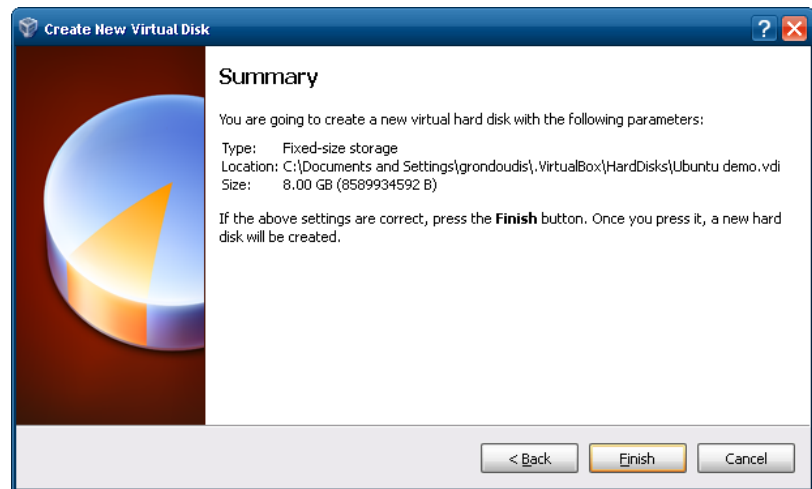 Create New Virtual Disk
?
Summary
You are going to create a new virtual hard disk with the following parameters:
Type: Fixed-size storage
Location: C:\Documents and Settings\grondoudis\.VirtualBox\HardDisks\Ubuntu demo.vdi
Size: 8.00 GB (8589934592 B)
If the above settings are correct, press the Finish button. Once you press it, a new hard
disk will be created.
< Back
Finish
Cancel